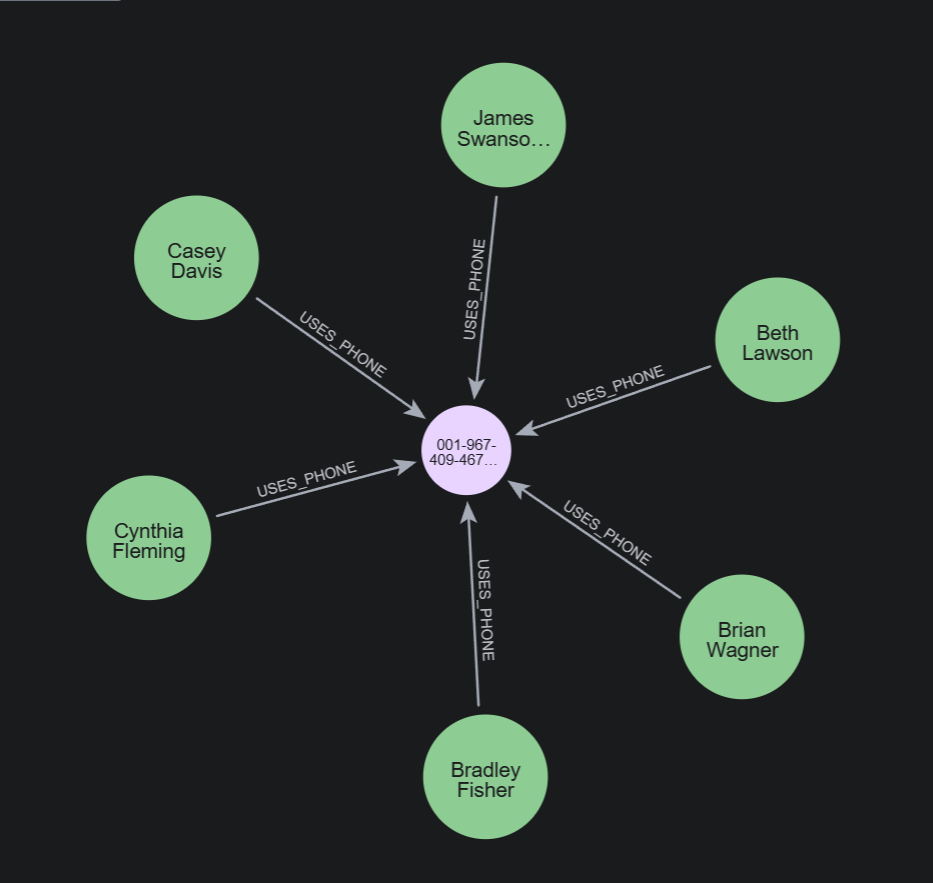 James
Swanso…
USES_PHONE
Casey
Davis
USES_PHONE
Beth
Lawson
USES_PHONE
001-967-
409-467…
USES_PHONE
Cynthia
Fleming
USES_PHONE
Brian
Wagner
USES_PHONE
Bradley
Fisher